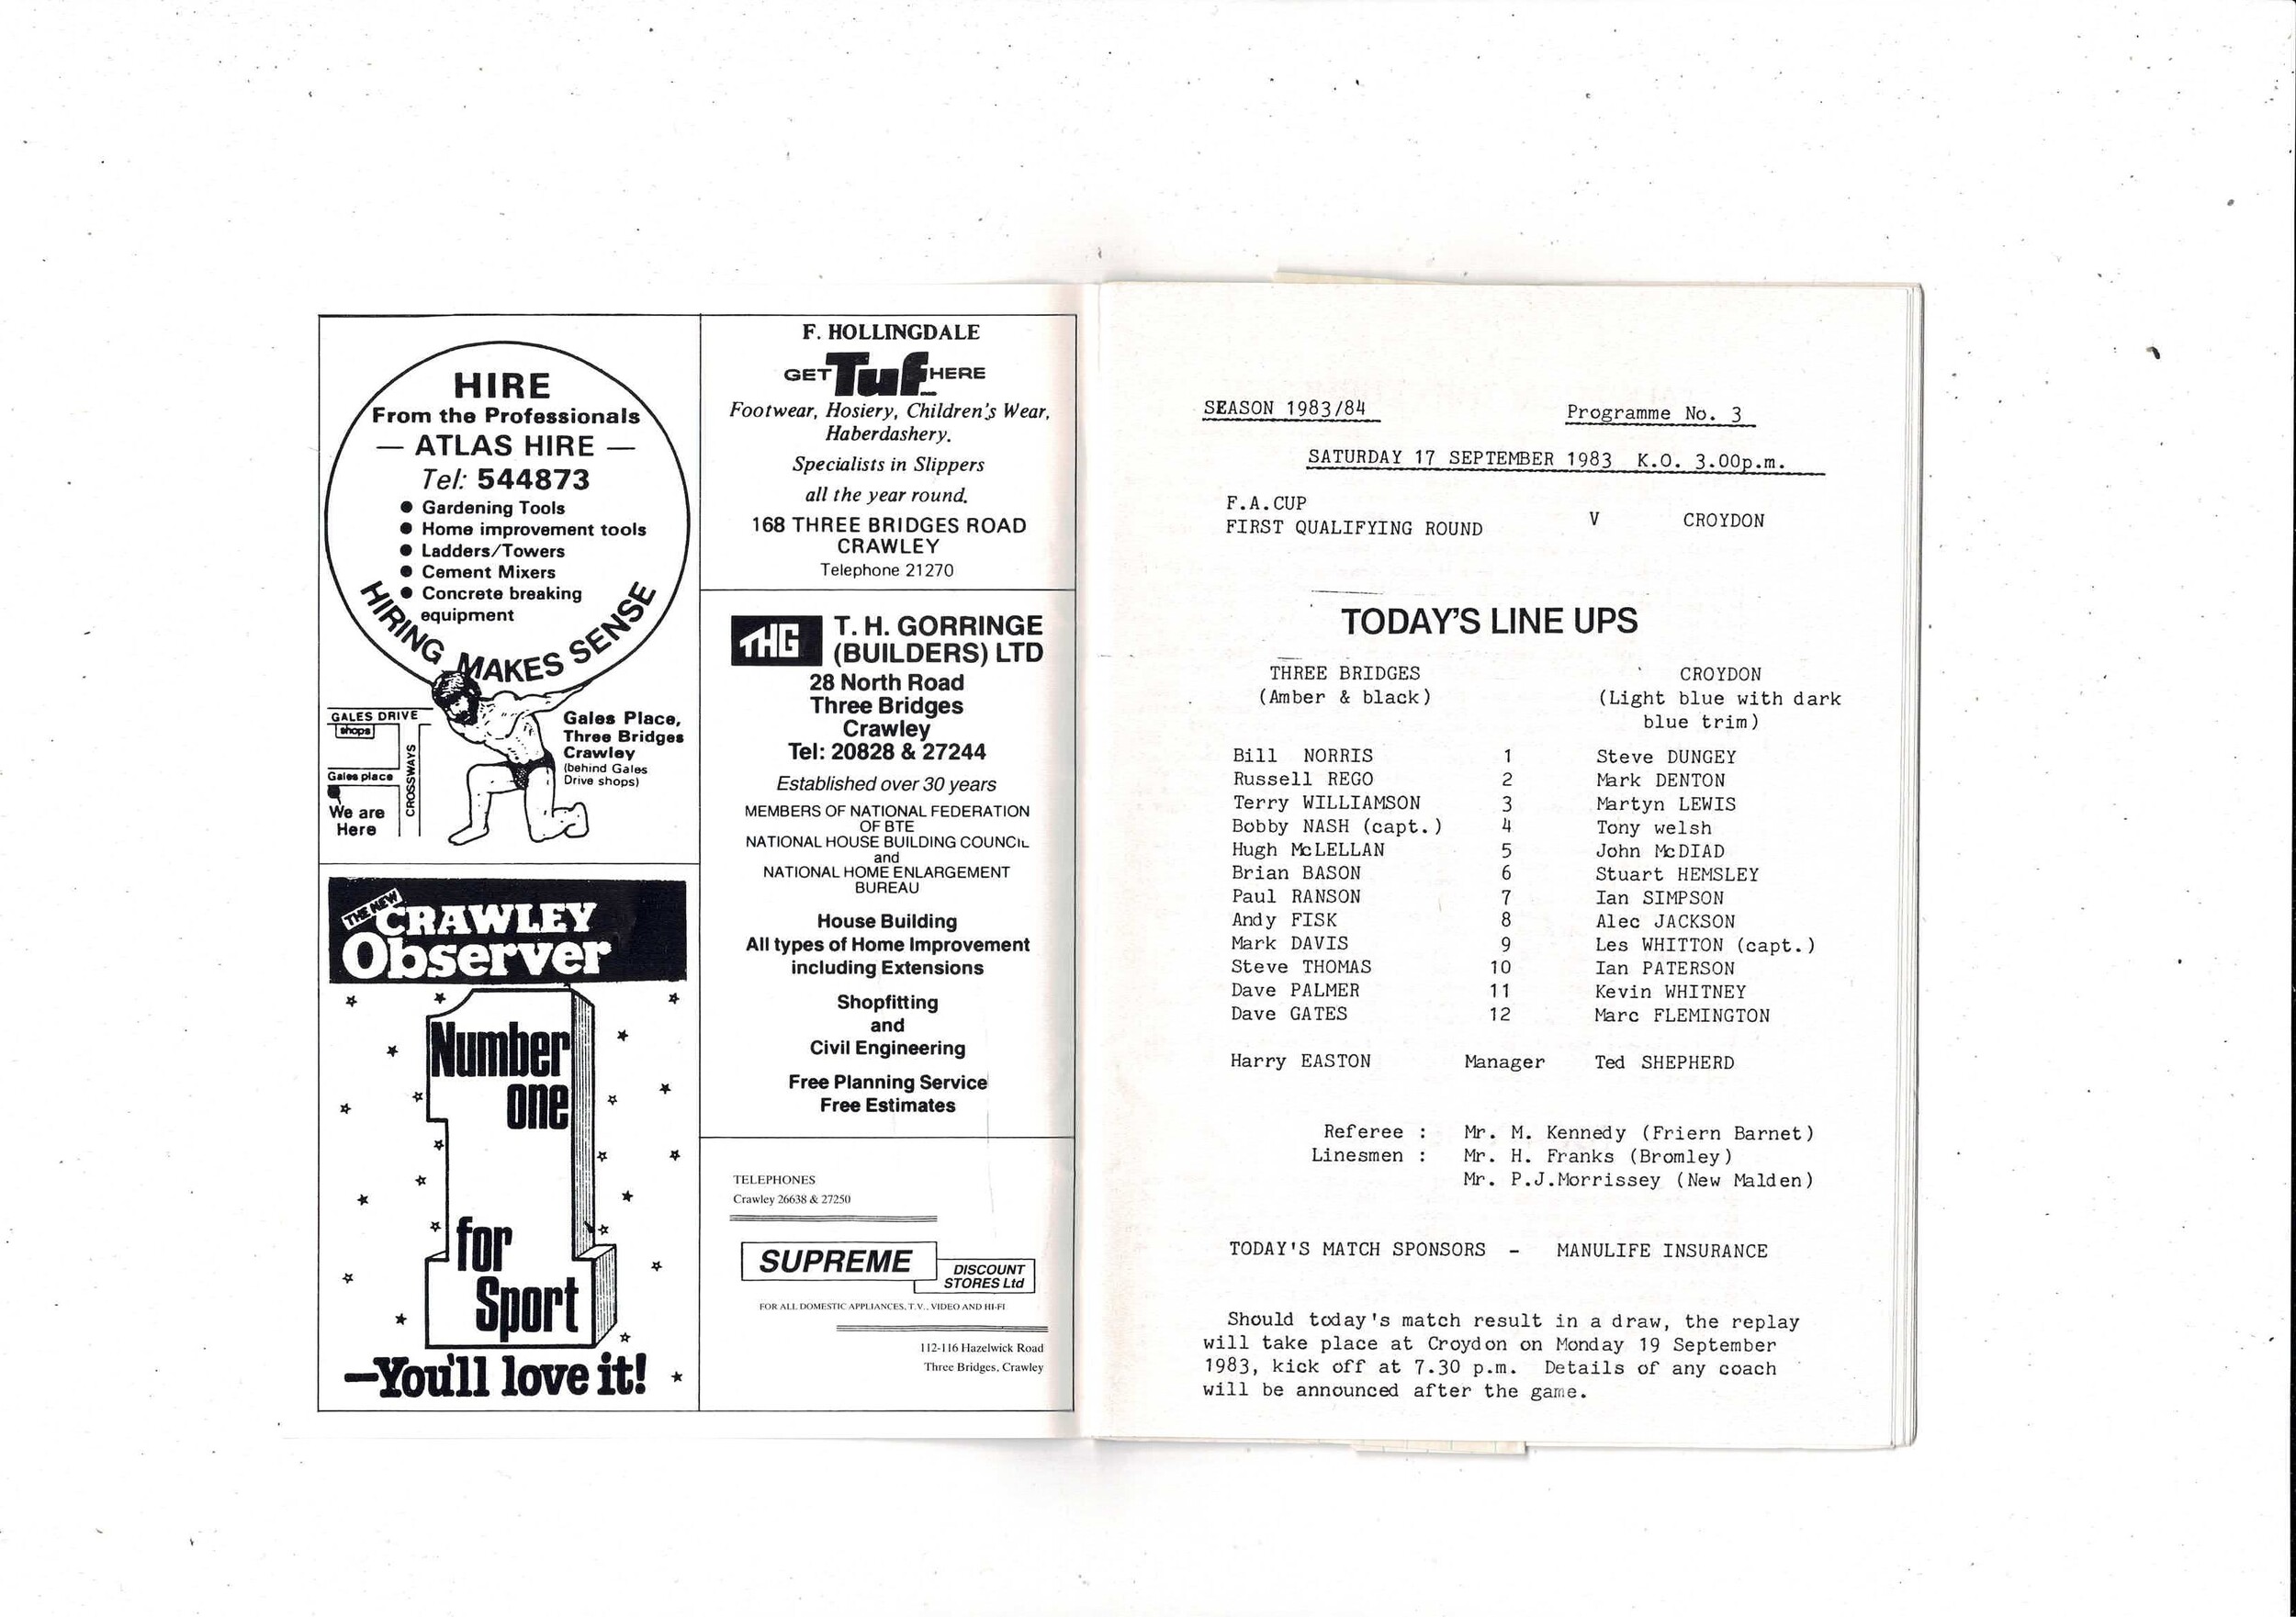 HIRE
From the Professionals
— ATLAS HIRE —
Tel: 544873
● Gardening Tools
● Home improvement tools
● Ladders/Towers
● Cement Mixers
● Concrete breaking
equipment
HIRING MAKES SENSE
GALES DRIVE
shops
Gales place
CROSSWAYS
We are
Here
Gales Place,
Three Bridges
Crawley
(behind Gales
Drive shops)
THE NEW
CRAWLEY
Observer
Number
one
for
Sport
—You'll love it!
F. HOLLINGDALE
GET Tuf HERE
Footwear, Hosiery, Children's Wear,
Haberdashery.
Specialists in Slippers
all the year round.
168 THREE BRIDGES ROAD
CRAWLEY
Telephone 21270
THG
T. H. GORRINGE
(BUILDERS) LTD
28 North Road
Three Bridges
Crawley
Tel: 20828 & 27244
Established over 30 years
MEMBERS OF NATIONAL FEDERATION
OF BTE
NATIONAL HOUSE BUILDING COUNCIL
and
NATIONAL HOME ENLARGEMENT
BUREAU
House Building
All types of Home Improvement
including Extensions
Shopfitting
and
Civil Engineering
Free Planning Service
Free Estimates
TELEPHONES
Crawley 26638 & 27250
SUPREME
DISCOUNT
STORES Ltd
FOR ALL DOMESTIC APPLIANCES, T.V., VIDEO AND HI-FI
112-116 Hazelwick Road
Three Bridges, Crawley
SEASON 1983/84 Programme No. 3
SATURDAY 17 SEPTEMBER 1983 K.O. 3.00p.m.
F.A.CUP
FIRST QUALIFYING ROUND V CROYDON
TODAY'S LINE UPS
THREE BRIDGES CROYDON
(Amber & black) (Light blue with dark
blue trim)
Bill NORRIS 1 Steve DUNGEY
Russell REGO 2 Mark DENTON
Terry WILLIAMSON 3 Martyn LEWIS
Bobby NASH (capt.) 4 Tony welsh
Hugh McLELLAN 5 John McDIAD
Brian BASON 6 Stuart HEMSLEY
Paul RANSON 7 Ian SIMPSON
Andy FISK 8 Alec JACKSON
Mark DAVIS 9 Les WHITTON (capt.)
Steve THOMAS 10 Ian PATERSON
Dave PALMER 11 Kevin WHITNEY
Dave GATES 12 Marc FLEMINGTON
Harry EASTON Manager Ted SHEPHERD
Referee : Mr. M. Kennedy (Friern Barnet)
Linesmen : Mr. H. Franks (Bromley)
Mr. P.J.Morrissey (New Malden)
TODAY'S MATCH SPONSORS - MANULIFE INSURANCE
Should today's match result in a draw, the replay
will take place at Croydon on Monday 19 September
1983, kick off at 7.30 p.m. Details of any coach
will be announced after the game.